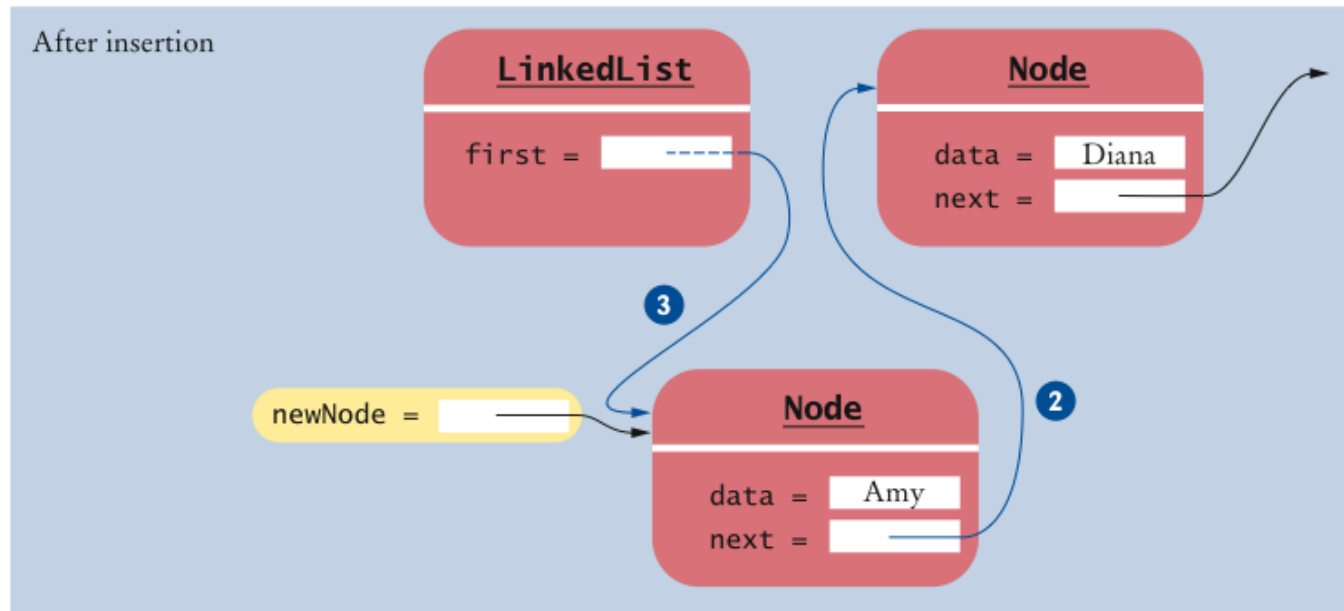 After insertion
LinkedList
first =
Node
data = Diana
next =
3
newNode =
2
Node
data = Amy
next =